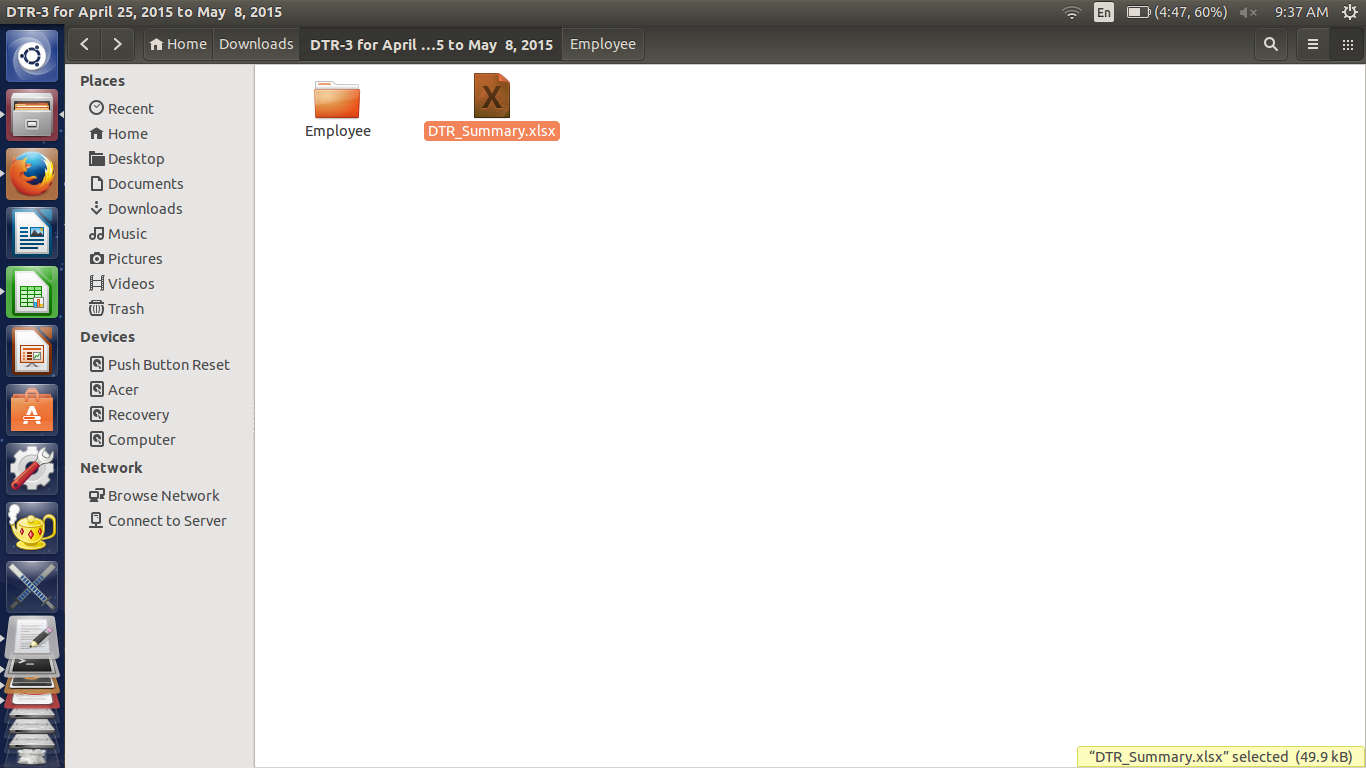 DTR-3 for April 25, 2015 to May  8, 2015
En
(4:47, 60%)
9:37 AM
Home
Downloads
DTR-3 for April …5 to May  8, 2015
Employee
Places
Recent
Home
Desktop
Documents
Downloads
Music
Pictures
Videos
Trash
Devices
Push Button Reset
Acer
Recovery
Computer
Network
Browse Network
Connect to Server
Employee
X
DTR_Summary.xlsx
“DTR_Summary.xlsx” selected  (49.9 kB)